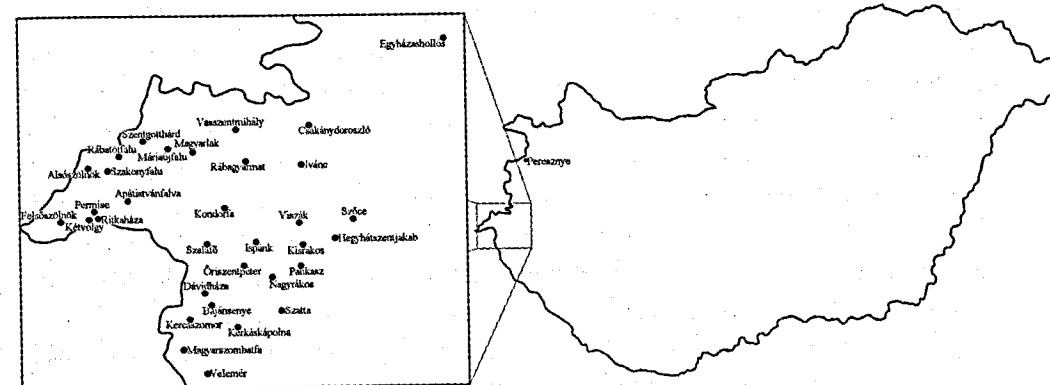 Egyházashollós
Vasszentmihály
Csákánydoroszló
Szentgotthárd
Rábatótfalu
Magyarlak
Máriaújfalu
Rábagyarmat
Ivánc
Alsószölnök
Szakonyfalu
Apátistvánfalva
Permise
Felsőszölnök
Ritkaháza
Kétvölgy
Kondorfa
Viszák
Szőce
Hegyhátszentjakab
Szalafő
Ispánk
Kisrákos
Őriszentpéter
Pankasz
Nagyrákos
Dávidháza
Bajánsenye
Szatta
Kercaszomor
Kerkáskápolna
Magyarszombatfa
Velemér
Peresznye